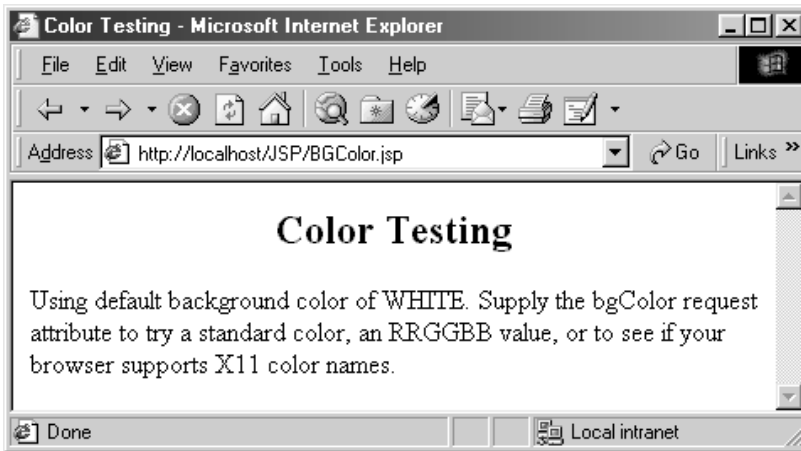 Color Testing - Microsoft Internet Explorer
File Edit View Favorites Tools Help
Address http://localhost/JSP/BGColor.jsp Go Links »
Color Testing
Using default background color of WHITE. Supply the bgColor request
attribute to try a standard color, an RRGGBB value, or to see if your
browser supports X11 color names.
Done Local intranet